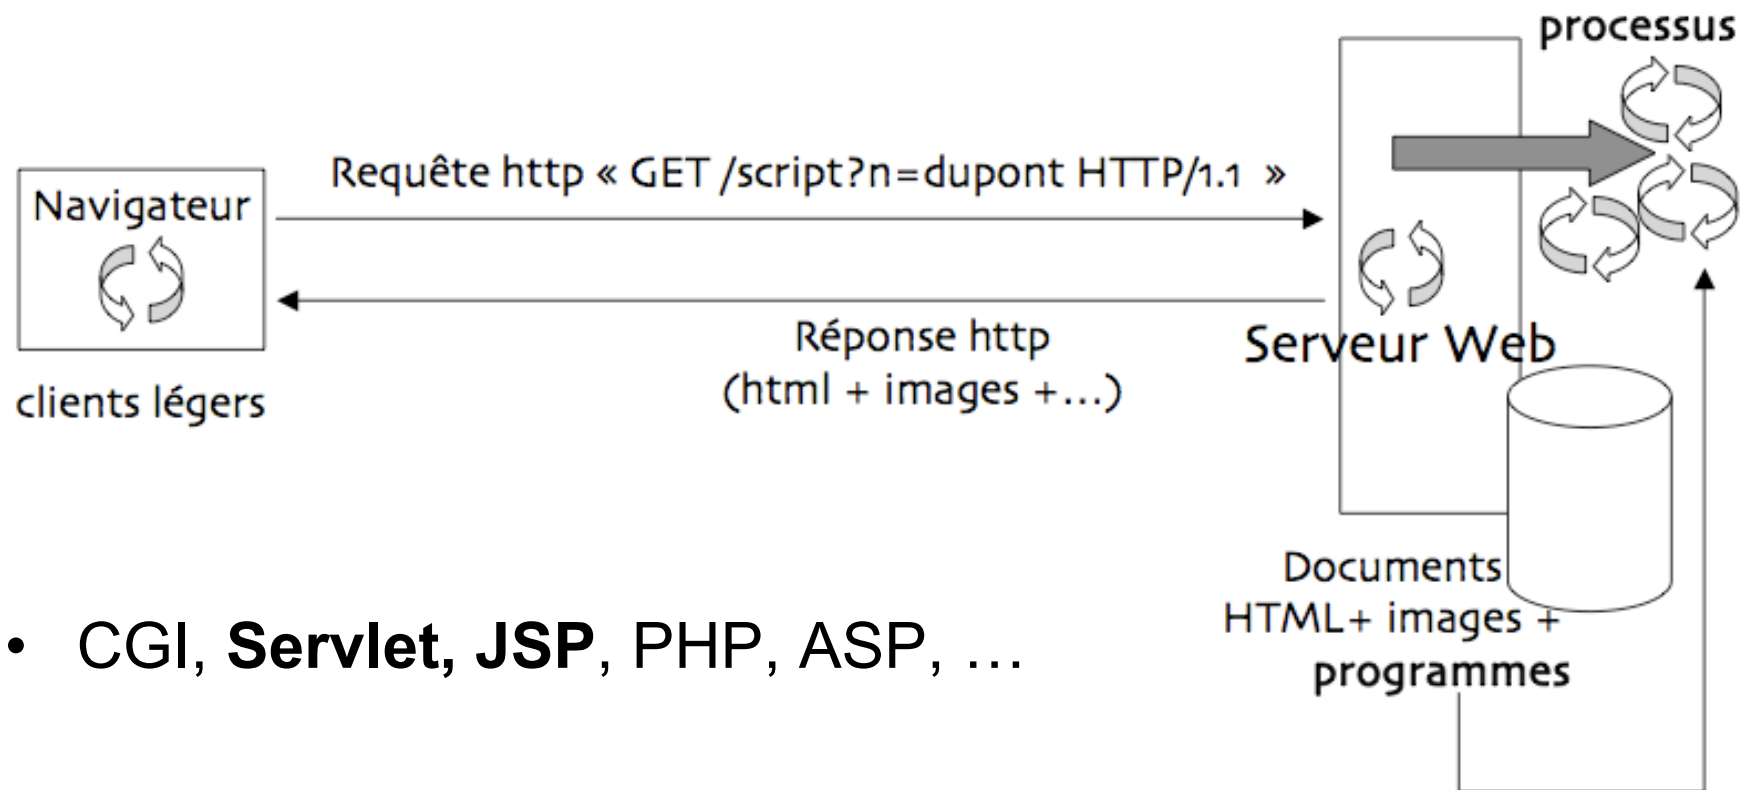 processus
Requête http « GET /script?n=dupont HTTP/1.1 »
Navigateur
Réponse http
(html + images +...)
Serveur Web
clients légers
Documents
HTML+ images +
programmes
• CGI, Servlet, JSP, PHP, ASP, …